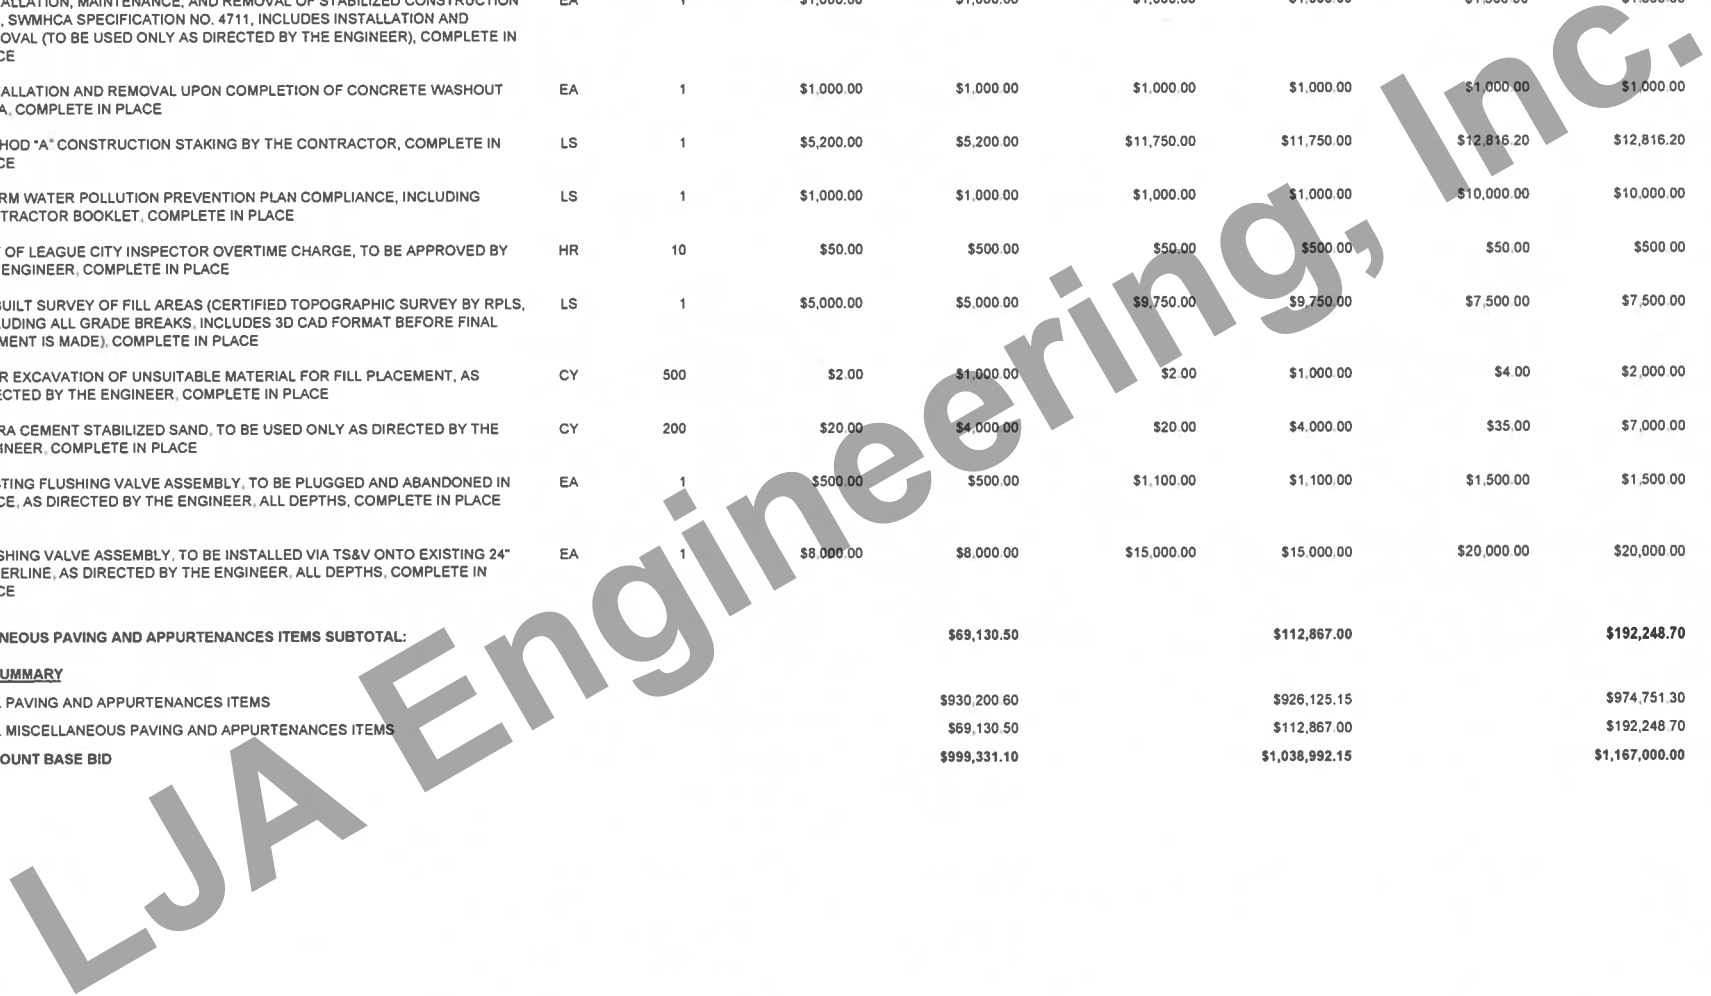 , SWMHCA SPECIFICATION NO. 4711, INCLUDES INSTALLATION AND
OVAL (TO BE USED ONLY AS DIRECTED BY THE ENGINEER), COMPLETE IN
CE
ALLATION AND REMOVAL UPON COMPLETION OF CONCRETE WASHOUT EA 1 $1,000.00 $1,000.00 $1,000.00 $1,000.00 $1,000.00 $1,000.00
A, COMPLETE IN PLACE
HOD "A" CONSTRUCTION STAKING BY THE CONTRACTOR, COMPLETE IN LS 1 $5,200.00 $5,200.00 $11,750.00 $11,750.00 $12,816.20 $12,816.20
CE
RM WATER POLLUTION PREVENTION PLAN COMPLIANCE, INCLUDING LS 1 $1,000.00 $1,000.00 $1,000.00 $1,000.00 $10,000.00 $10,000.00
TRACTOR BOOKLET, COMPLETE IN PLACE
OF LEAGUE CITY INSPECTOR OVERTIME CHARGE, TO BE APPROVED BY HR 10 $50.00 $500.00 $50.00 $500.00 $50.00 $500.00
ENGINEER, COMPLETE IN PLACE
BUILT SURVEY OF FILL AREAS (CERTIFIED TOPOGRAPHIC SURVEY BY RPLS, LS 1 $5,000.00 $5,000.00 $9,750.00 $9,750.00 $7,500.00 $7,500.00
UDING ALL GRADE BREAKS, INCLUDES 3D CAD FORMAT BEFORE FINAL
MENT IS MADE), COMPLETE IN PLACE
R EXCAVATION OF UNSUITABLE MATERIAL FOR FILL PLACEMENT, AS CY 500 $2.00 $1,000.00 $2.00 $1,000.00 $4.00 $2,000.00
ECTED BY THE ENGINEER, COMPLETE IN PLACE
RA CEMENT STABILIZED SAND, TO BE USED ONLY AS DIRECTED BY THE CY 200 $20.00 $4,000.00 $20.00 $4,000.00 $35.00 $7,000.00
INEER, COMPLETE IN PLACE
TING FLUSHING VALVE ASSEMBLY, TO BE PLUGGED AND ABANDONED IN EA 1 $500.00 $500.00 $1,100.00 $1,100.00 $1,500.00 $1,500.00
CE, AS DIRECTED BY THE ENGINEER, ALL DEPTHS, COMPLETE IN PLACE
SHING VALVE ASSEMBLY, TO BE INSTALLED VIA TS&V ONTO EXISTING 24" EA 1 $8,000.00 $8,000.00 $15,000.00 $15,000.00 $20,000.00 $20,000.00
ERLINE, AS DIRECTED BY THE ENGINEER, ALL DEPTHS, COMPLETE IN
CE
NEOUS PAVING AND APPURTENANCES ITEMS SUBTOTAL: $69,130.50 $112,867.00 $192,248.70
UMMARY
PAVING AND APPURTENANCES ITEMS $930,200.60 $926,125.15 $974,751.30
MISCELLANEOUS PAVING AND APPURTENANCES ITEMS $69,130.50 $112,867.00 $192,248.70
OUNT BASE BID $999,331.10 $1,038,992.15 $1,167,000.00
LJA Engineering, Inc.